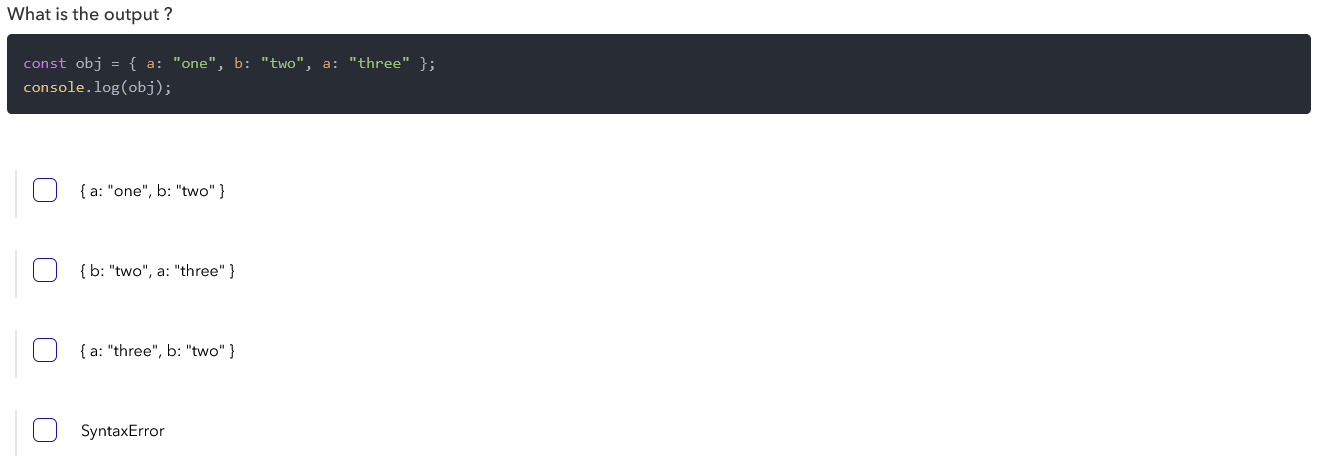 What is the output ?
const obj = { a: "one", b: "two", a: "three" };
console.log(obj);
{ a: "one", b: "two" }
{ b: "two", a: "three" }
{ a: "three", b: "two" }
SyntaxError